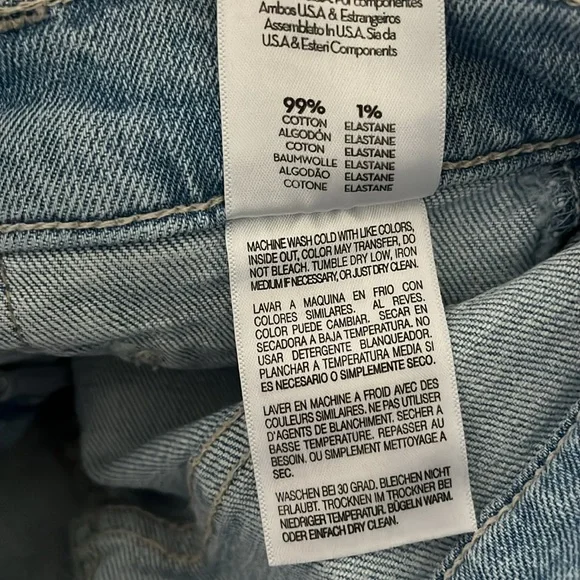 For components
Ambos U.S.A & Estrangeiros
Assemblato In U.S.A. Sia da
U.S.A & Esteri Components
99% 1%
COTTON ELASTANE
ALGODÓN ELASTANE
COTON ELASTANE
BAUMWOLLE ELASTANE
ALGODÃO ELASTANE
COTONE ELASTANE
MACHINE WASH COLD WITH LIKE COLORS,
INSIDE OUT, COLOR MAY TRANSFER, DO
NOT BLEACH. TUMBLE DRY LOW, IRON
MEDIUM IF NECESSARY, OR JUST DRY CLEAN.
LAVAR A MAQUINA EN FRIO CON
COLORES SIMILARES. AL REVES.
COLOR PUEDE CAMBIAR. SECAR EN
SECADORA A BAJA TEMPERATURA. NO
USAR DETERGENTE BLANQUEADOR.
PLANCHAR A TEMPERATURA MEDIA SI
ES NECESARIO O SIMPLEMENTE SECO.
LAVER EN MACHINE A FROID AVEC DES
COULEURS SIMILAIRES. NE PAS UTILISER
D'AGENTS DE BLANCHIMENT. SECHER A
BASSE TEMPERATURE. REPASSER AU
BESOIN. OU SIMPLEMENT METTOYAGE A
SEC.
WASCHEN BEI 30 GRAD. BLEICHEN NICHT
ERLAUBT. TROCKNEN IM TROCKNER BEI
NIEDRIGER TEMPERATUR. BÜGELN WARM.
ODER EINFACH DRY CLEAN.